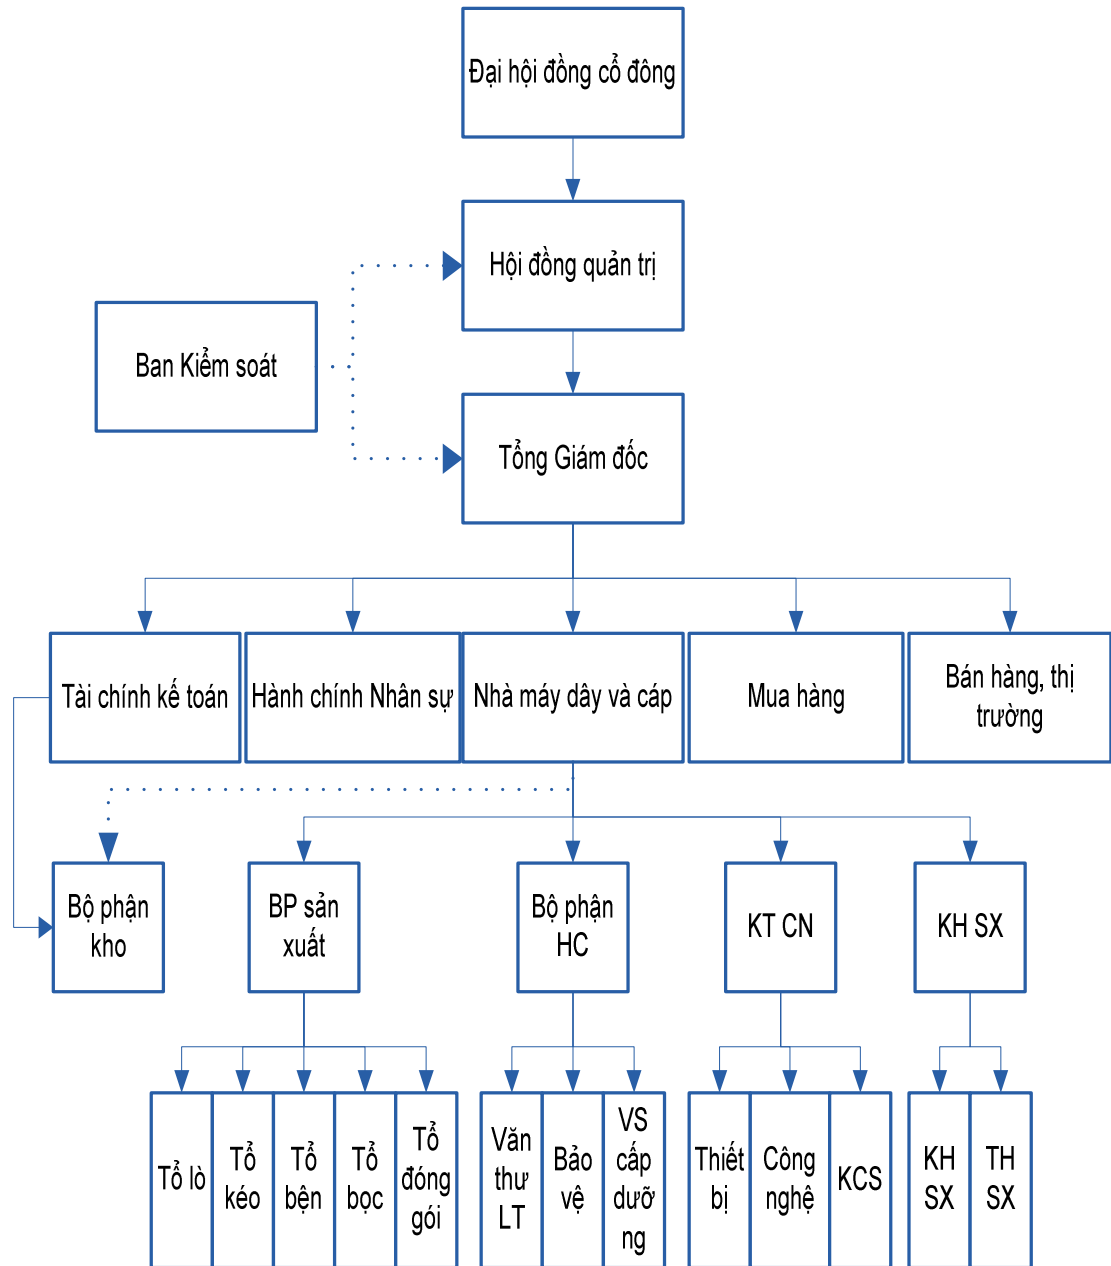 Đại hội đồng cổ đông
Hội đồng quản trị
Ban Kiểm soát
Tổng Giám đốc
Tài chính kế toán
Hành chính Nhân sự
Nhà máy dây và cáp
Mua hàng
Bán hàng, thị
trường
Bộ phận
kho
BP sản
xuất
Bộ phận
HC
KT CN
KH SX
Tổ lò
Tổ
kéo
Tổ
bện
Tổ
bọc
Tổ
đóng
gói
Văn
thư
LT
Bảo
vệ
VS
cấp
dưỡ
ng
Thiết
bị
Công
nghệ
KCS
KH
SX
TH
SX